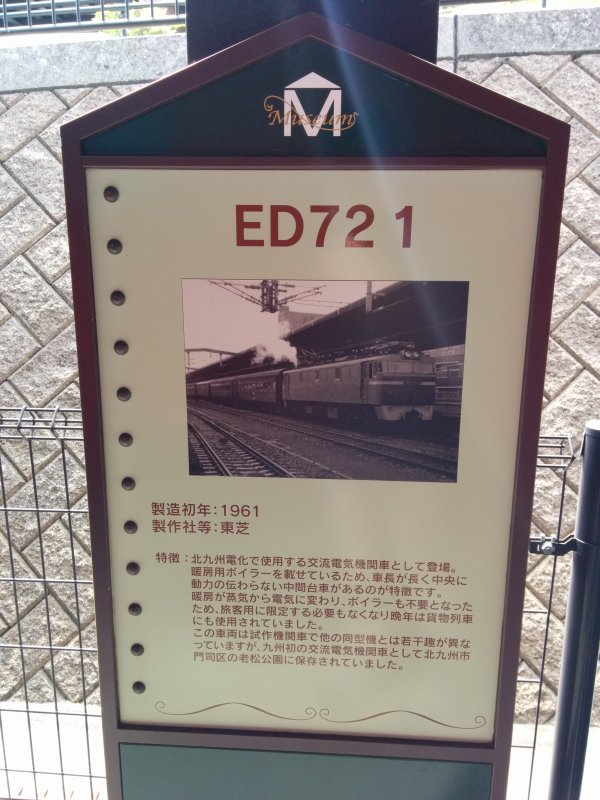 M
Museum
ED72 1
製造初年：1961
製作社等：東芝
特徴：北九州電化で使用する交流電気機関車として登場。
暖房用ボイラーを載せているため、車長が長く中央に
動力の伝わらない中間台車があるのが特徴です。
暖房が蒸気から電気に変わり、ボイラーも不要となった
ため、旅客用に限定する必要もなくなり晩年は貨物列車
にも使用されていました。
この車両は試作機関車で他の同型機とは若干趣が異な
っていますが、九州初の交流電気機関車として北九州市
門司区の老松公園に保存されていました。